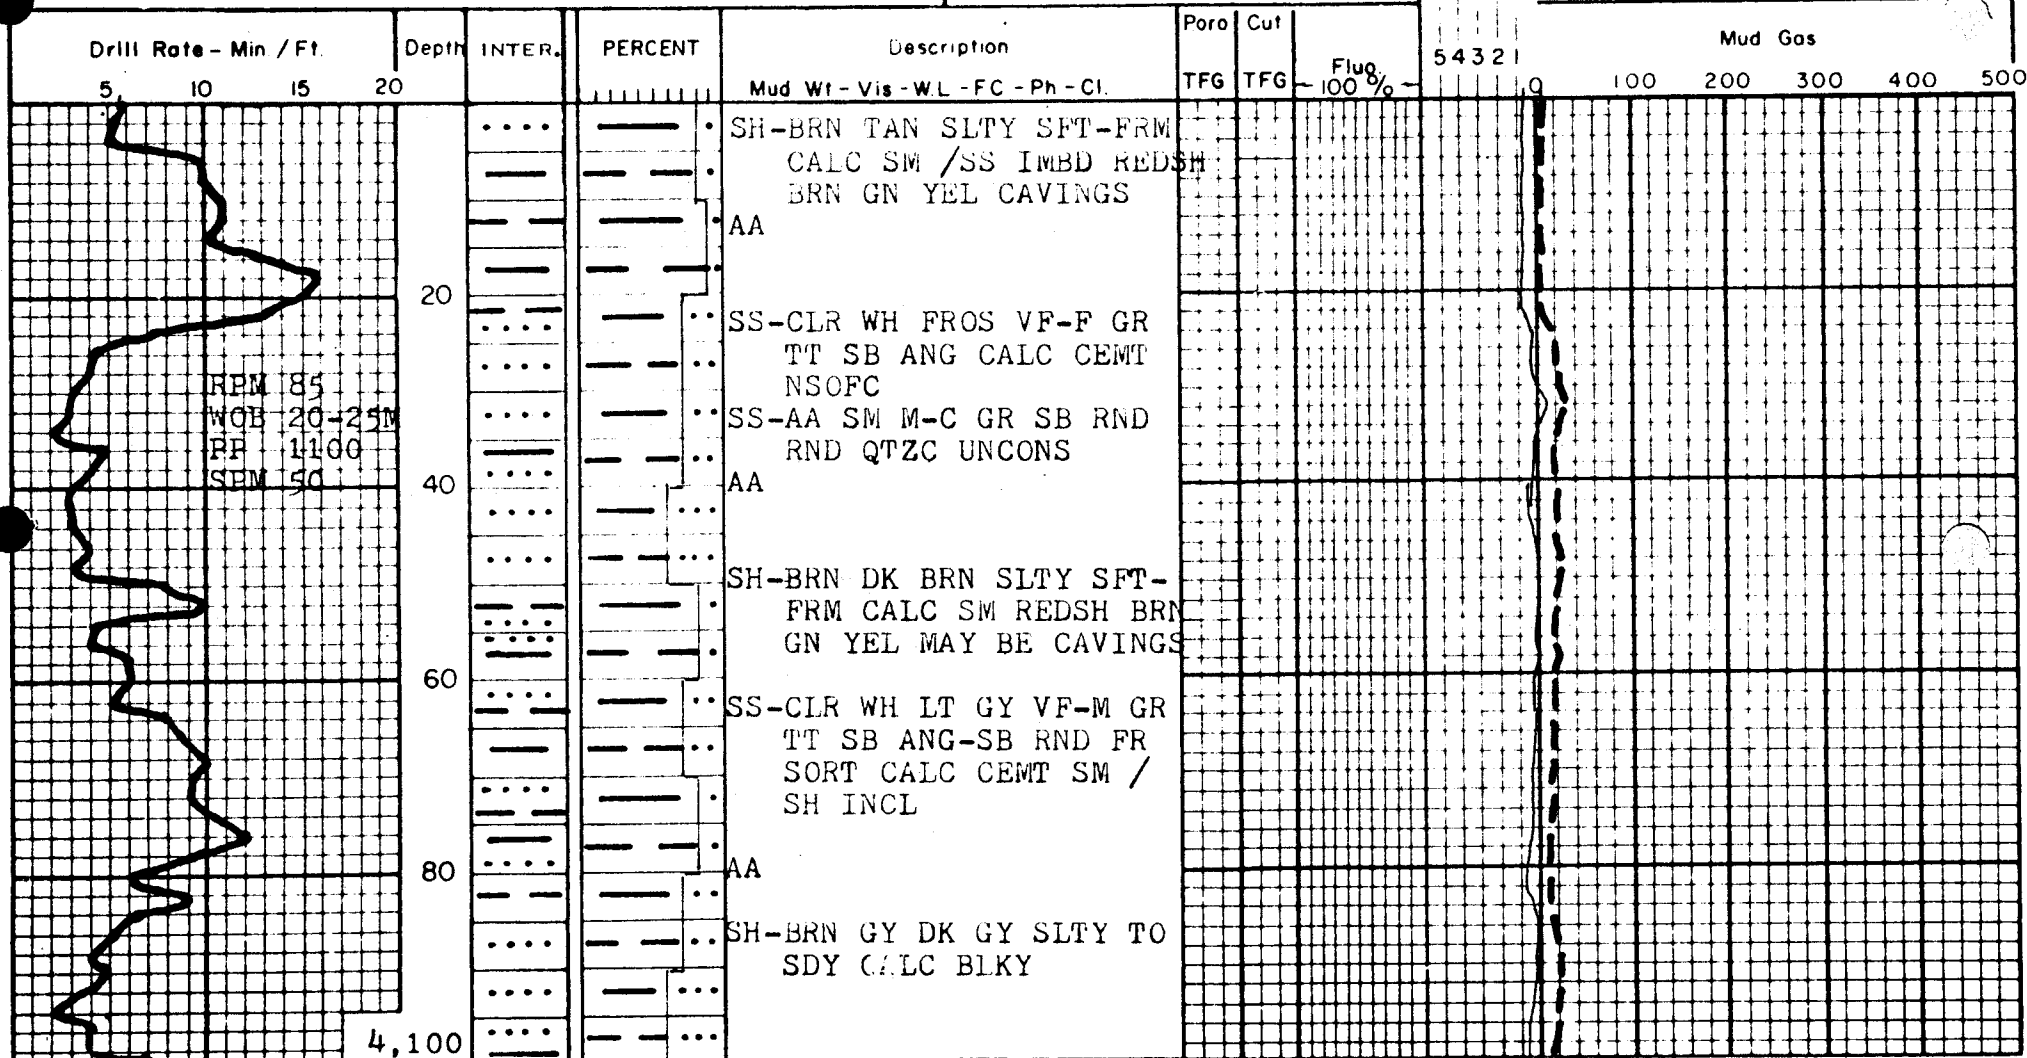 Drill Rate - Min./Ft.
5 10 15 20
Depth
INTER.
PERCENT
Description
Mud Wt - Vis - W.L - FC - Ph - Cl.
Poro
TFG
Cut
TFG
Fluo.
100 %
5 4 3 2 1
Mud Gas
0 100 200 300 400 500
SH-BRN TAN SLTY SFT-FRM
CALC SM /SS IMBD REDSH
BRN GN YEL CAVINGS
AA
20
SS-CLR WH FROS VF-F GR
TT SB ANG CALC CEMT
NSOFC
RPM 85
WOB 20-25M
PP 1100
SPM 50
SS-AA SM M-C GR SB RND
RND QTZC UNCONS
40
AA
SH-BRN DK BRN SLTY SFT-
FRM CALC SM REDSH BRN
GN YEL MAY BE CAVINGS
60
SS-CLR WH LT GY VF-M GR
TT SB ANG-SB RND FR
SORT CALC CEMT SM /
SH INCL
80
AA
SH-BRN GY DK GY SLTY TO
SDY CALC BLKY
4,100